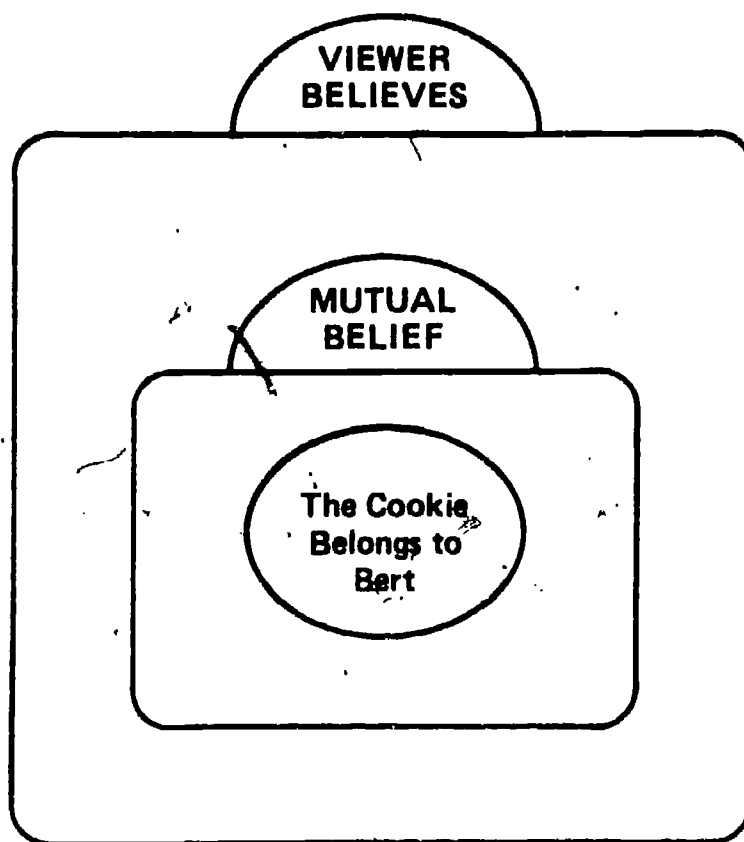 VIEWER
BELIEVES
MUTUAL
BELIEF
The Cookie
Belongs to
Bert